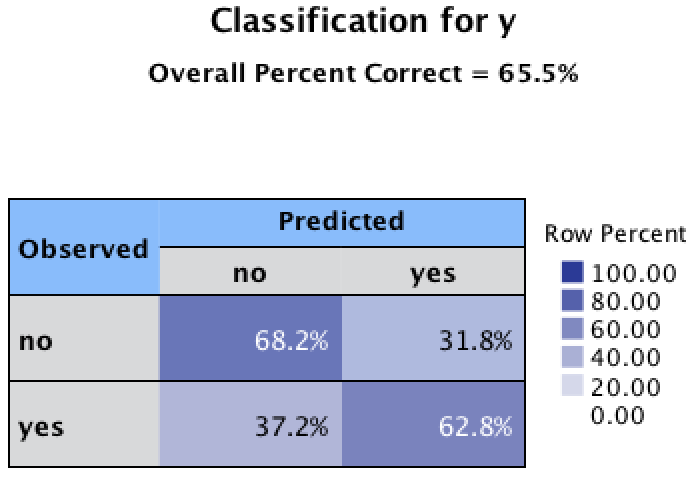 Classification for y
Overall Percent Correct = 65.5%
Observed
Predicted
no yes
no 68.2% 31.8%
yes 37.2% 62.8%
Row Percent
100.00
80.00
60.00
40.00
20.00
0.00